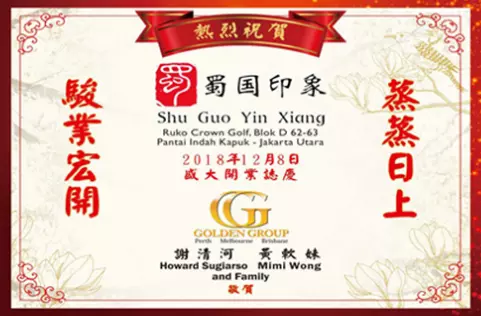 熱烈祝賀
蜀
蜀国印象
Shu Guo Yin Xiang
Ruko Crown Golf, Blok D 62-63
Pantai Indah Kapuk - Jakarta Utara
2018年12月8日
盛大開業誌慶
駿業宏開
蒸蒸日上
GOLDEN GROUP
Perth Melbourne Brisbane
謝清河 黃軟妹
Howard Sugiarso Mimi Wong
and Family
敬賀